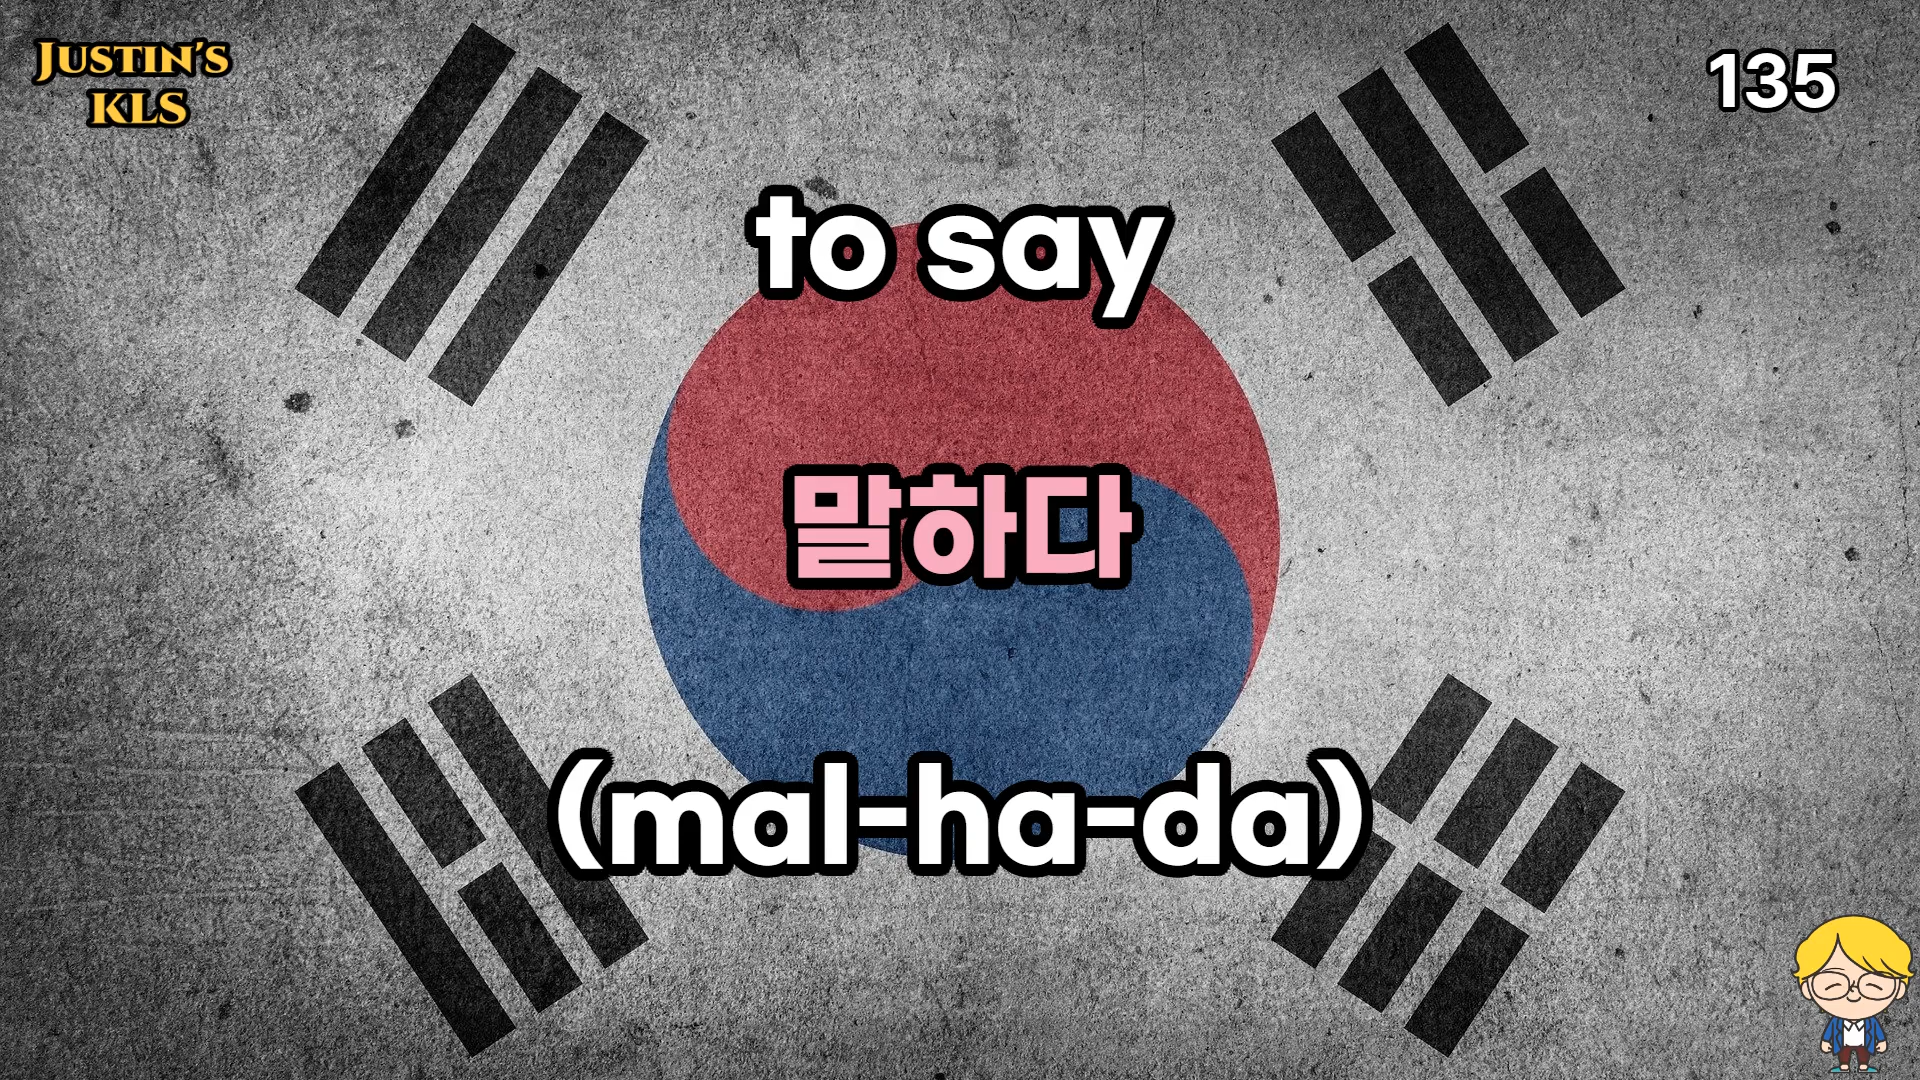 JUSTIN'S
KLS
135
to say
말하다
(mal-ha-da)